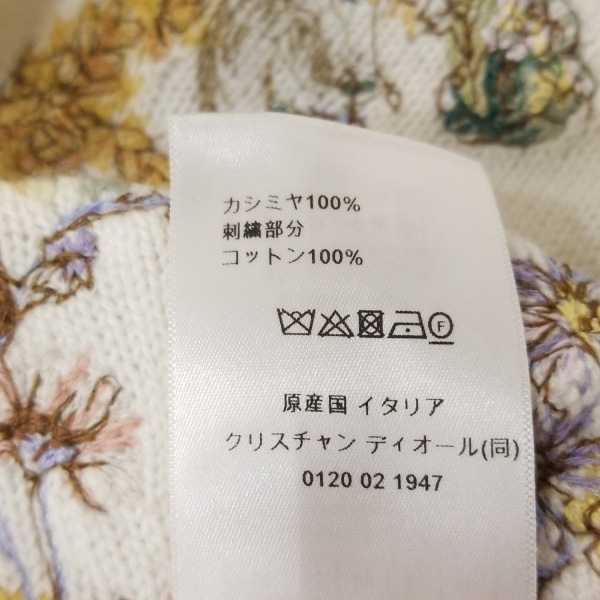 カシミヤ100%
刺繍部分
コットン100%
F
原産国 イタリア
クリスチャン ディオール(同)
0120 02 1947